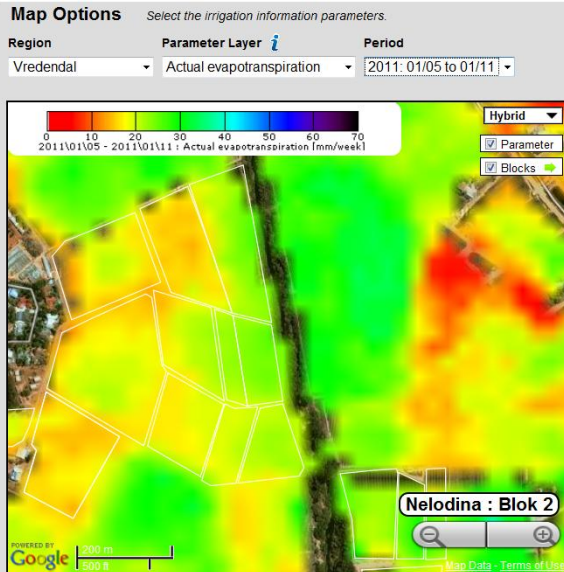 Map Options Select the irrigation information parameters.
Region Parameter Layer i Period
Vredendal Actual evapotranspiration 2011: 01/05 to 01/11
Hybrid
0 10 20 30 40 50 60 70
2011\01\05 - 2011\01\11 : Actual evapotranspiration [mm/week]
Parameter
Blocks
Nelodina : Blok 2
POWERED BY
Google
200 m
500 ft
Map Data - Terms of Use